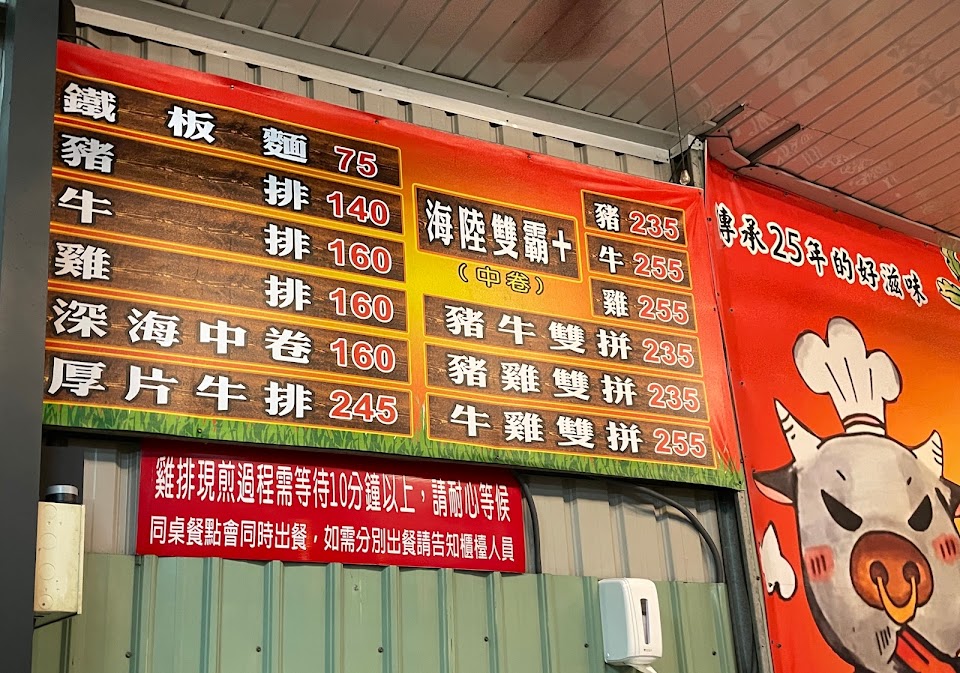 鐵板麵 75
豬排 140
牛排 160
雞排 160
深海中卷 160
厚片牛排 245
海陸雙霸+
(中卷)
豬 235
牛 255
雞 255
豬牛雙拼 235
豬雞雙拼 235
牛雞雙拼 255
傳承25年的好滋味
雞排現煎過程需等待10分鐘以上，請耐心等候
同桌餐點會同時出餐，如需分別出餐請告知櫃檯人員